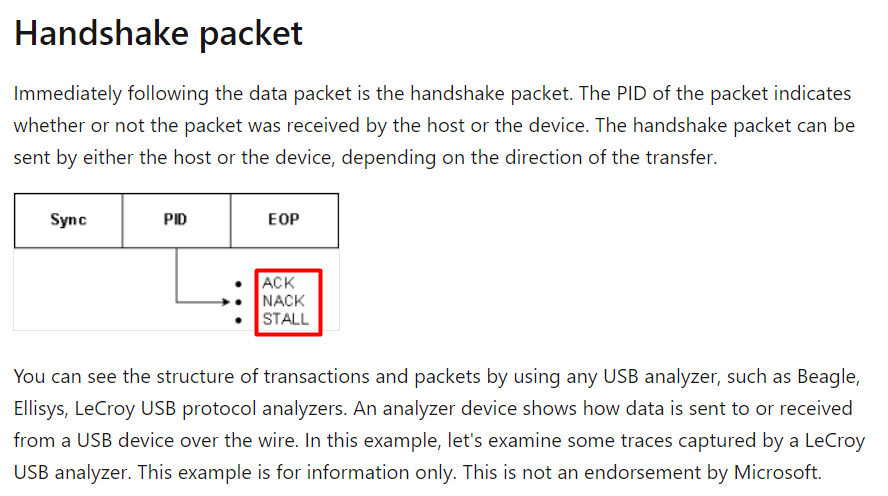 Handshake packet
Immediately following the data packet is the handshake packet. The PID of the packet indicates
whether or not the packet was received by the host or the device. The handshake packet can be
sent by either the host or the device, depending on the direction of the transfer.
Sync PID EOP
• ACK
• NACK
• STALL
You can see the structure of transactions and packets by using any USB analyzer, such as Beagle,
Ellisys, LeCroy USB protocol analyzers. An analyzer device shows how data is sent to or received
from a USB device over the wire. In this example, let's examine some traces captured by a LeCroy
USB analyzer. This example is for information only. This is not an endorsement by Microsoft.